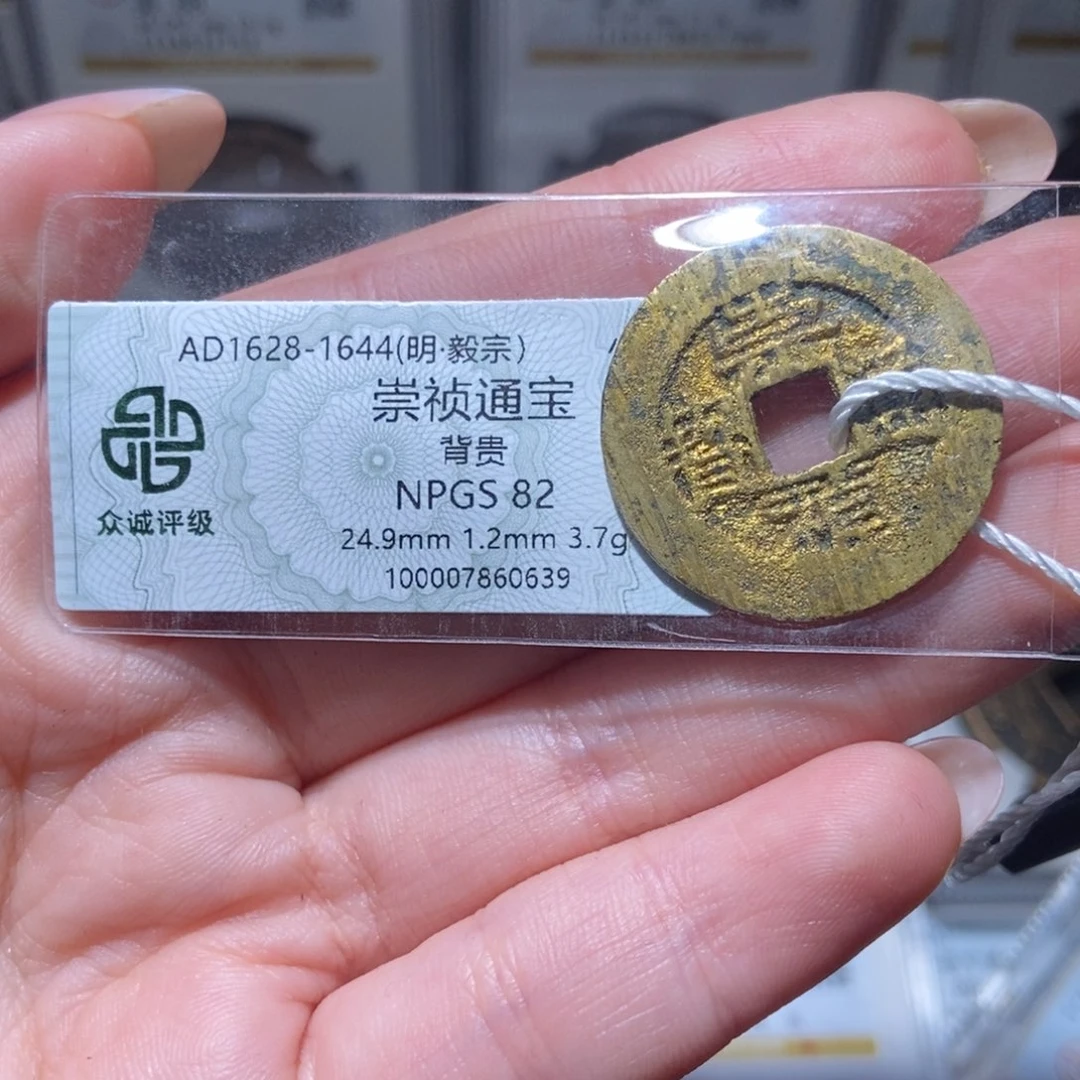 AD1628-1644(明·毅宗)
崇祯通宝
背贵
NPGS 82
24.9mm 1.2mm 3.7g
100007860639
众诚评级